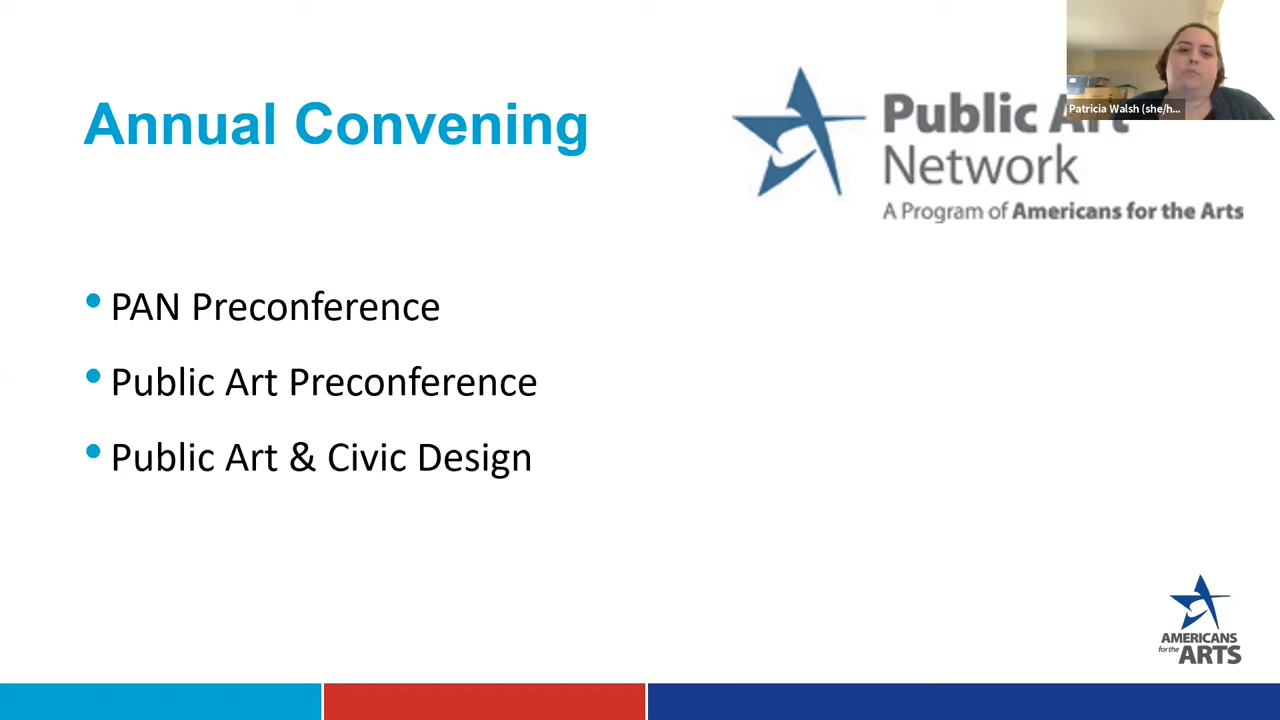 Annual Convening
Public Art
Network
A Program of Americans for the Arts
Patricia Walsh (she/h...
• PAN Preconference
• Public Art Preconference
• Public Art & Civic Design
AMERICANS
for the ARTS